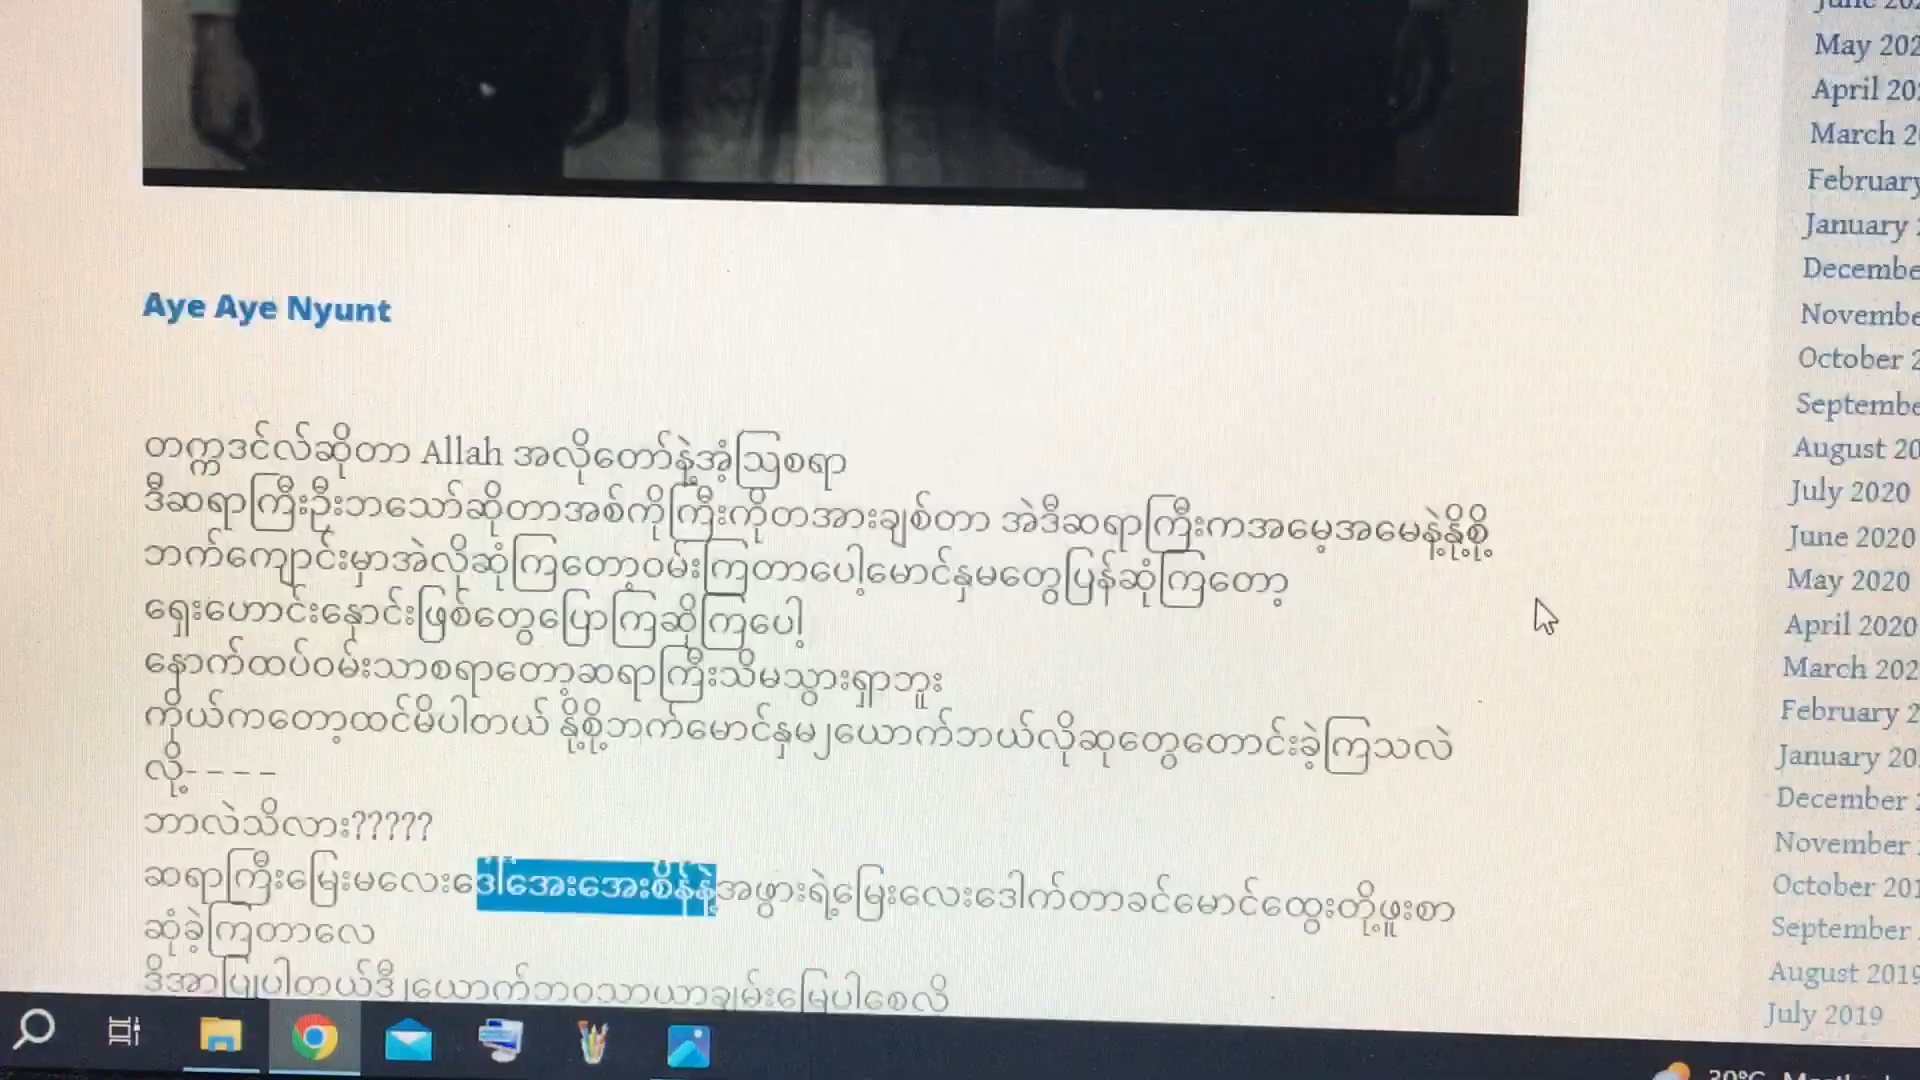 Aye Aye Nyunt
တက္ကဒင်လ်ဆိုတာ Allah အလိုတော်နဲ့အံ့ဩစရာ
ဒီဆရာကြီးဦးဘသော်ဆိုတာအစ်ကိုကြီးကိုတအားချစ်တာ အဲဒီဆရာကြီးကအမေ့အမေနဲ့နို့စို့
ဘက်ကျောင်းမှာအဲလိုဆုံကြတော့ဝမ်းကြတာပေါ့မောင်နှမတွေပြန်ဆုံကြတော့
ရှေးဟောင်းနှောင်းဖြစ်တွေပြောကြဆိုကြပေါ့
နောက်ထပ်ဝမ်းသာစရာတော့ဆရာကြီးသိမသွားရှာဘူး
ကိုယ်ကတော့ထင်မိပါတယ် နို့စို့ဘက်မောင်နှမ၂ယောက်ဘယ်လိုဆုတွေတောင်းခဲ့ကြသလဲ
လို့- - - -
ဘာလဲသိလား?????
ဆရာကြီးမြေးမလေးဒေါ်အေးအေးစိန်နဲ့အဖွားရဲ့မြေးလေးဒေါက်တာခင်မောင်ထွေးတို့ဖူးစာ
ဆုံခဲ့ကြတာလေ
ဒိအာပြုပါတယ်ဒီ၂ယောက်ဘဝသာယာချမ်းမြေ့ပါစေလို့
May 202
April 20
March 2
February
January
Decembe
Novembe
October 2
Septembe
August 20
July 2020
June 2020
May 2020
April 2020
March 202
February 2
January 20
December
November
October 201
September
August 2019
July 2019
30°C